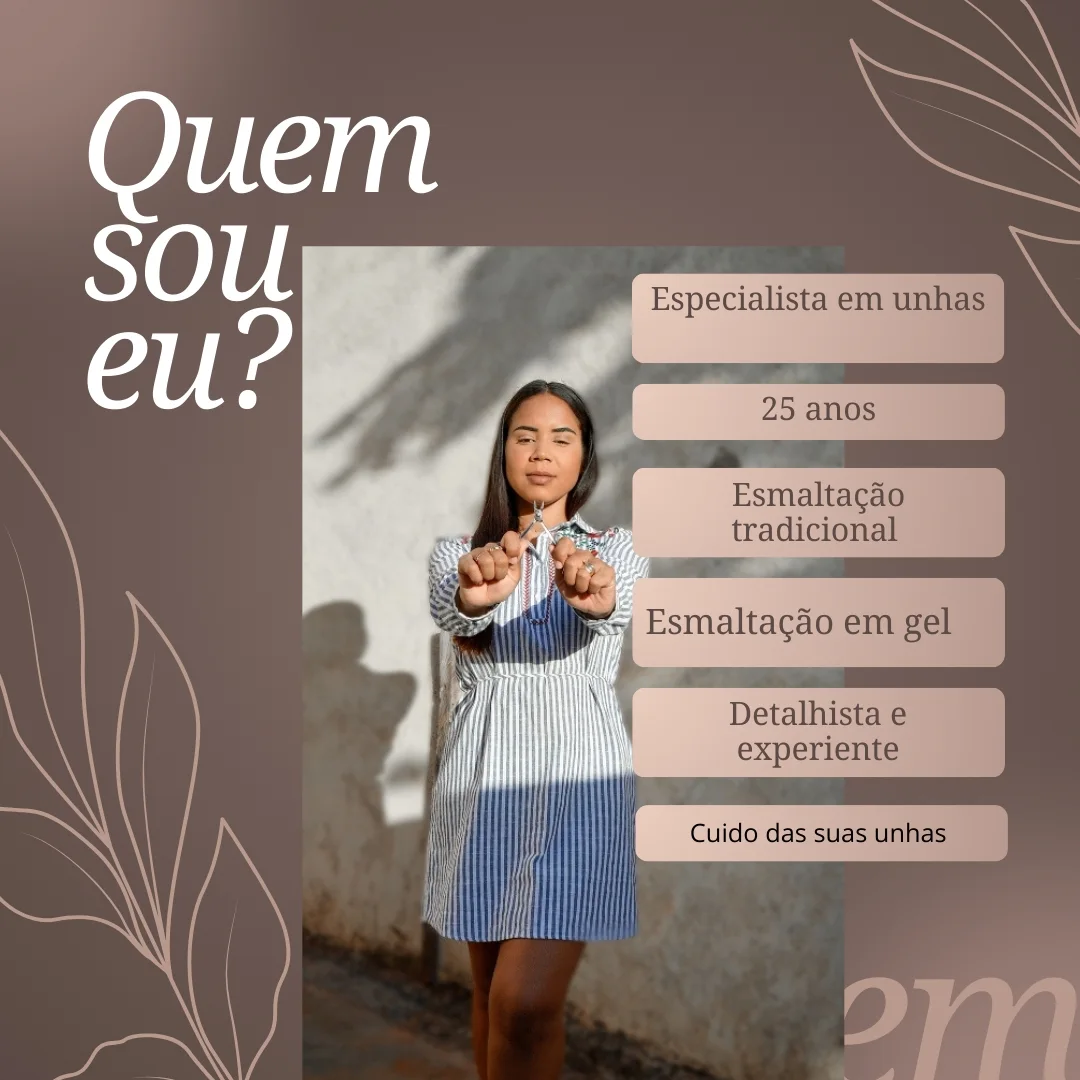 Quem
sou
eu?
Especialista em unhas
25 anos
Esmaltação
tradicional
Esmaltação em gel
Detalhista e
experiente
Cuido das suas unhas
em